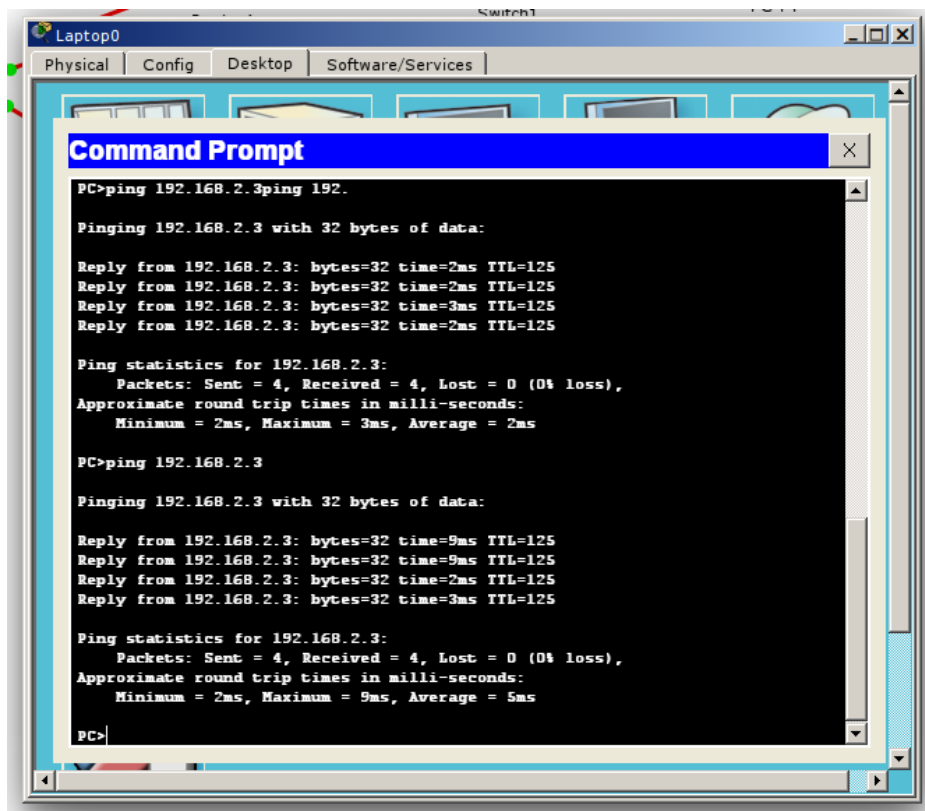 Switch1
Laptop0
Physical Config Desktop Software/Services
Command Prompt
PC>ping 192.168.2.3ping 192.
Pinging 192.168.2.3 with 32 bytes of data:
Reply from 192.168.2.3: bytes=32 time=2ms TTL=125
Reply from 192.168.2.3: bytes=32 time=2ms TTL=125
Reply from 192.168.2.3: bytes=32 time=3ms TTL=125
Reply from 192.168.2.3: bytes=32 time=2ms TTL=125
Ping statistics for 192.168.2.3:
Packets: Sent = 4, Received = 4, Lost = 0 (0% loss),
Approximate round trip times in milli-seconds:
Minimum = 2ms, Maximum = 3ms, Average = 2ms
PC>ping 192.168.2.3
Pinging 192.168.2.3 with 32 bytes of data:
Reply from 192.168.2.3: bytes=32 time=9ms TTL=125
Reply from 192.168.2.3: bytes=32 time=9ms TTL=125
Reply from 192.168.2.3: bytes=32 time=2ms TTL=125
Reply from 192.168.2.3: bytes=32 time=3ms TTL=125
Ping statistics for 192.168.2.3:
Packets: Sent = 4, Received = 4, Lost = 0 (0% loss),
Approximate round trip times in milli-seconds:
Minimum = 2ms, Maximum = 9ms, Average = 5ms
PC>